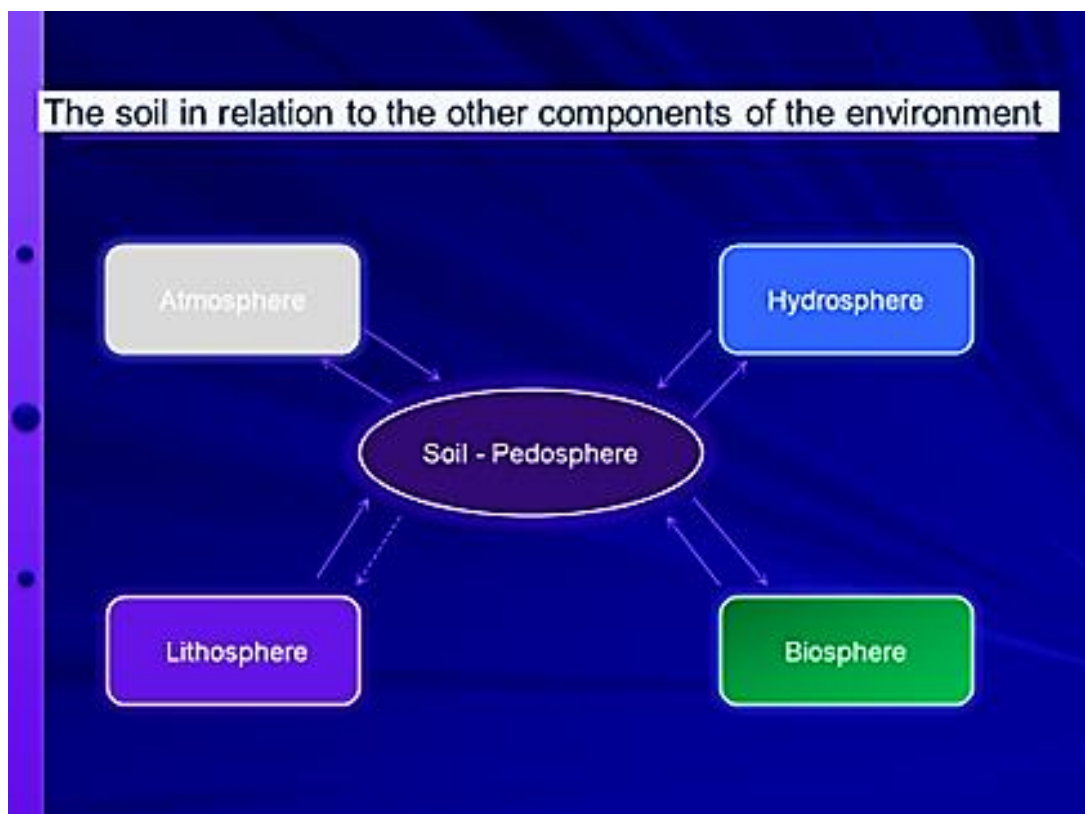 The soil in relation to the other components of the environment
Atmosphere
Hydrosphere
Soil - Pedosphere
Lithosphere
Biosphere